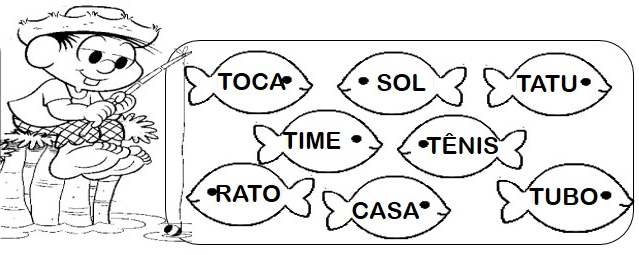 TOCA
SOL
TATU
TIME
TÊNIS
RATO
CASA
TUBO